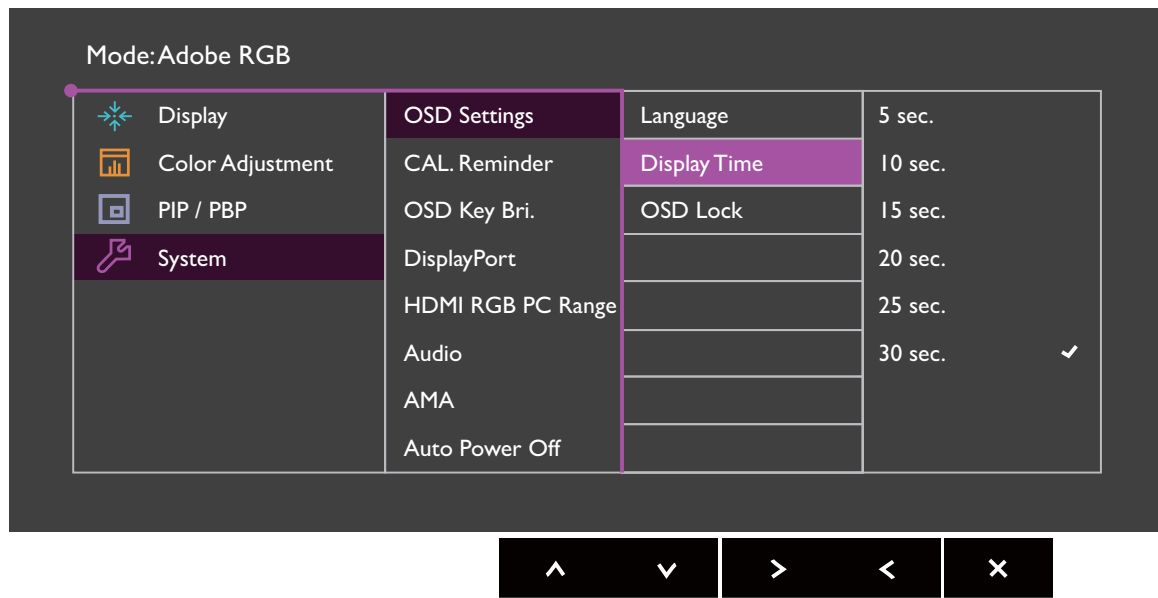 Mode: Adobe RGB
Display
Color Adjustment
PIP / PBP
System
OSD Settings
CAL. Reminder
OSD Key Bri.
DisplayPort
HDMI RGB PC Range
Audio
AMA
Auto Power Off
Language
Display Time
OSD Lock
5 sec.
10 sec.
15 sec.
20 sec.
25 sec.
30 sec.